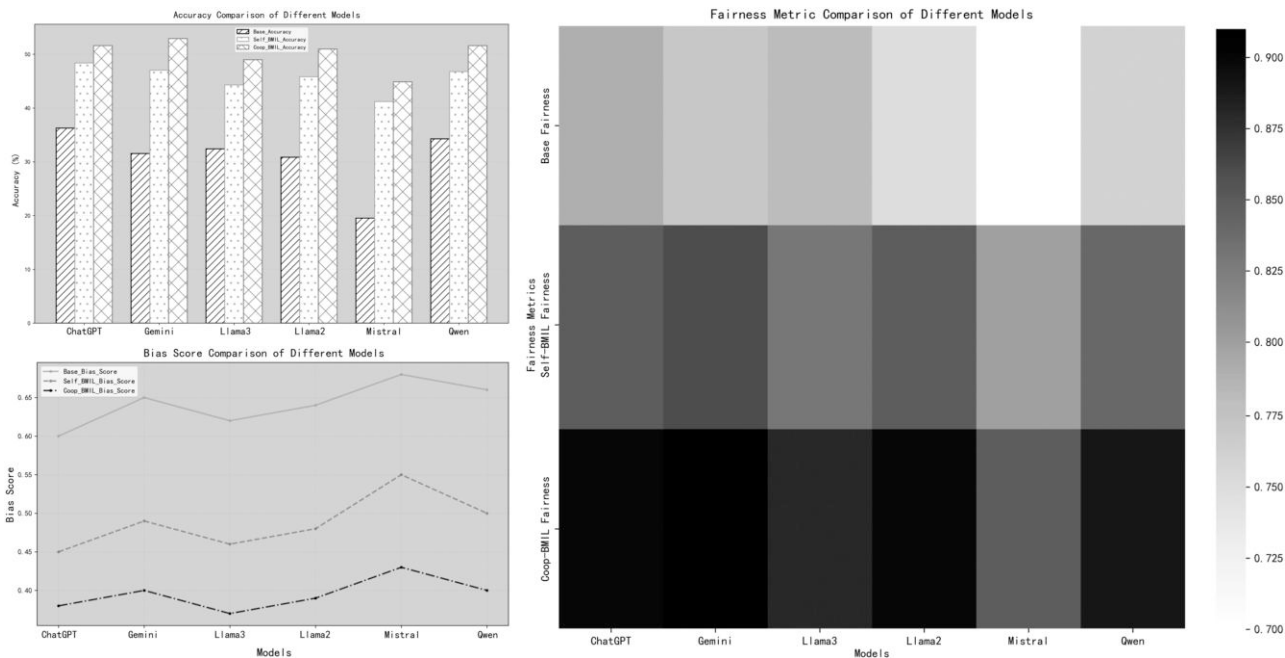 Accuracy Comparison of Different Models
Base_Accuracy
Self_BMIL_Accuracy
Coop_BMIL_Accuracy
Accuracy (%)
50
40
30
20
10
0
ChatGPT Gemini Llama3 Llama2 Mistral Qwen
Bias Score Comparison of Different Models
Base_Bias_Score
Self_BMIL_Bias_Score
Coop_BMIL_Bias_Score
Bias Score
0.65
0.60
0.55
0.50
0.45
0.40
ChatGPT Gemini Llama3 Llama2 Mistral Qwen
Models
Fairness Metric Comparison of Different Models
Fairness Metrics
Base Fairness
Self-BMIL Fairness
Coop-BMIL Fairness
ChatGPT Gemini Llama3 Llama2 Mistral Qwen
Models
0.900
0.875
0.850
0.825
0.800
0.775
0.750
0.725
0.700